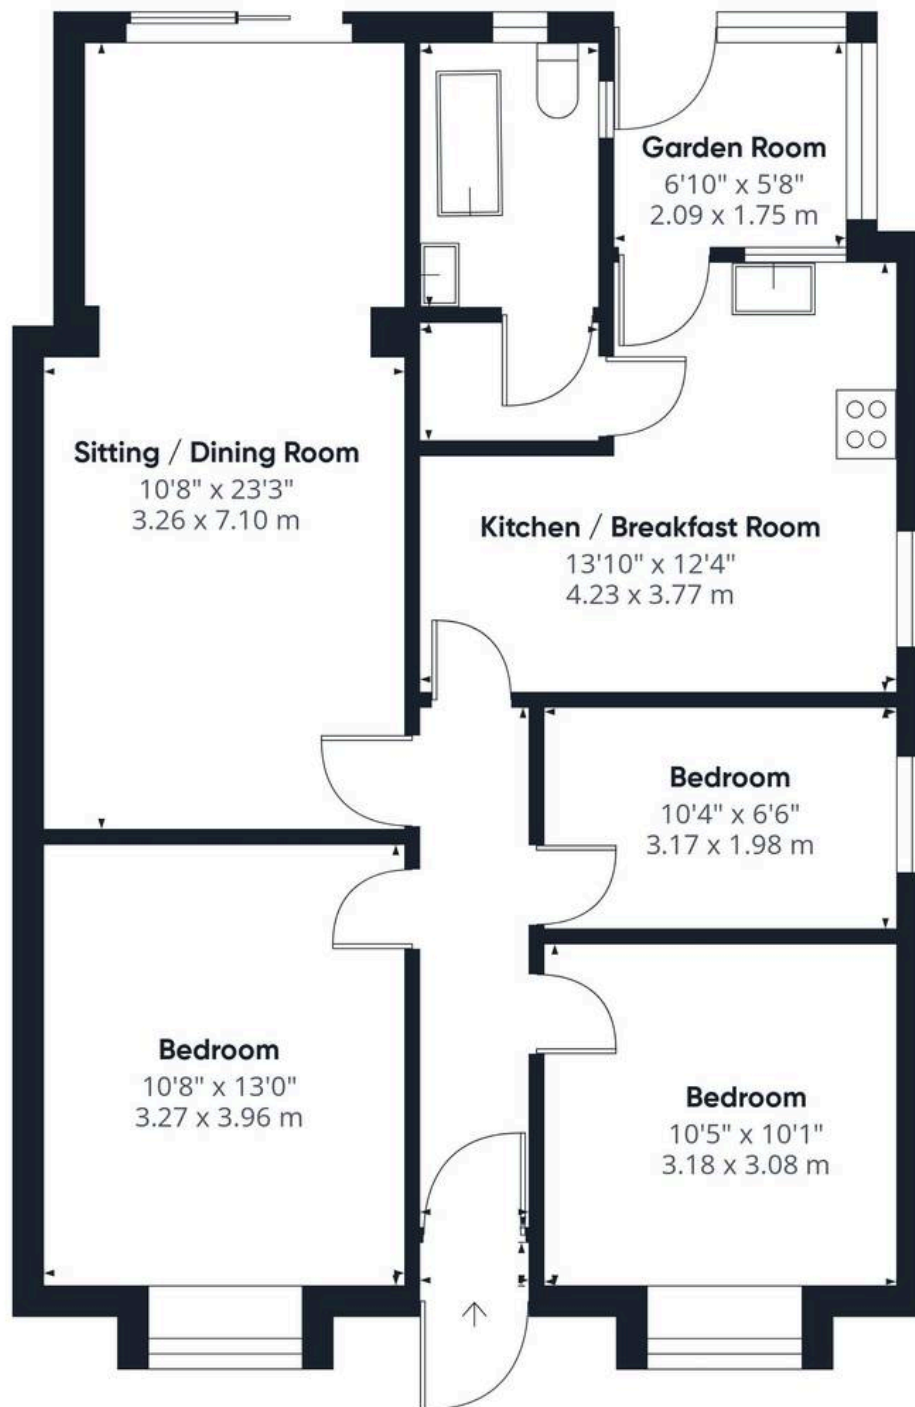 Garden Room
6'10" x 5'8"
2.09 x 1.75 m
Sitting / Dining Room
10'8" x 23'3"
3.26 x 7.10 m
Kitchen / Breakfast Room
13'10" x 12'4"
4.23 x 3.77 m
Bedroom
10'4" x 6'6"
3.17 x 1.98 m
Bedroom
10'8" x 13'0"
3.27 x 3.96 m
Bedroom
10'5" x 10'1"
3.18 x 3.08 m